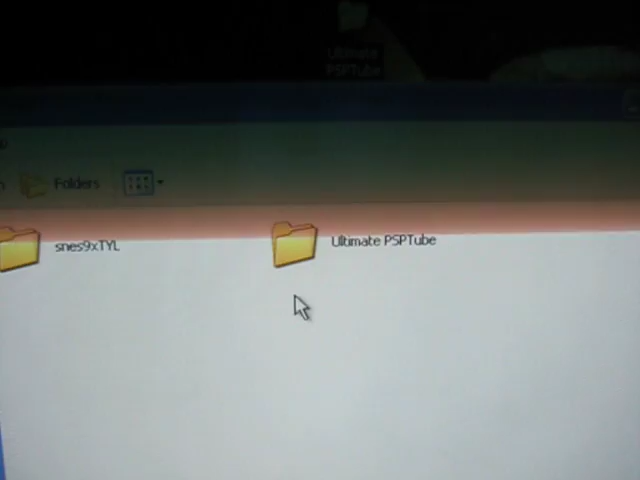 Ultimate
PSPTube
Folders
snes9xTYL
Ultimate PSPTube